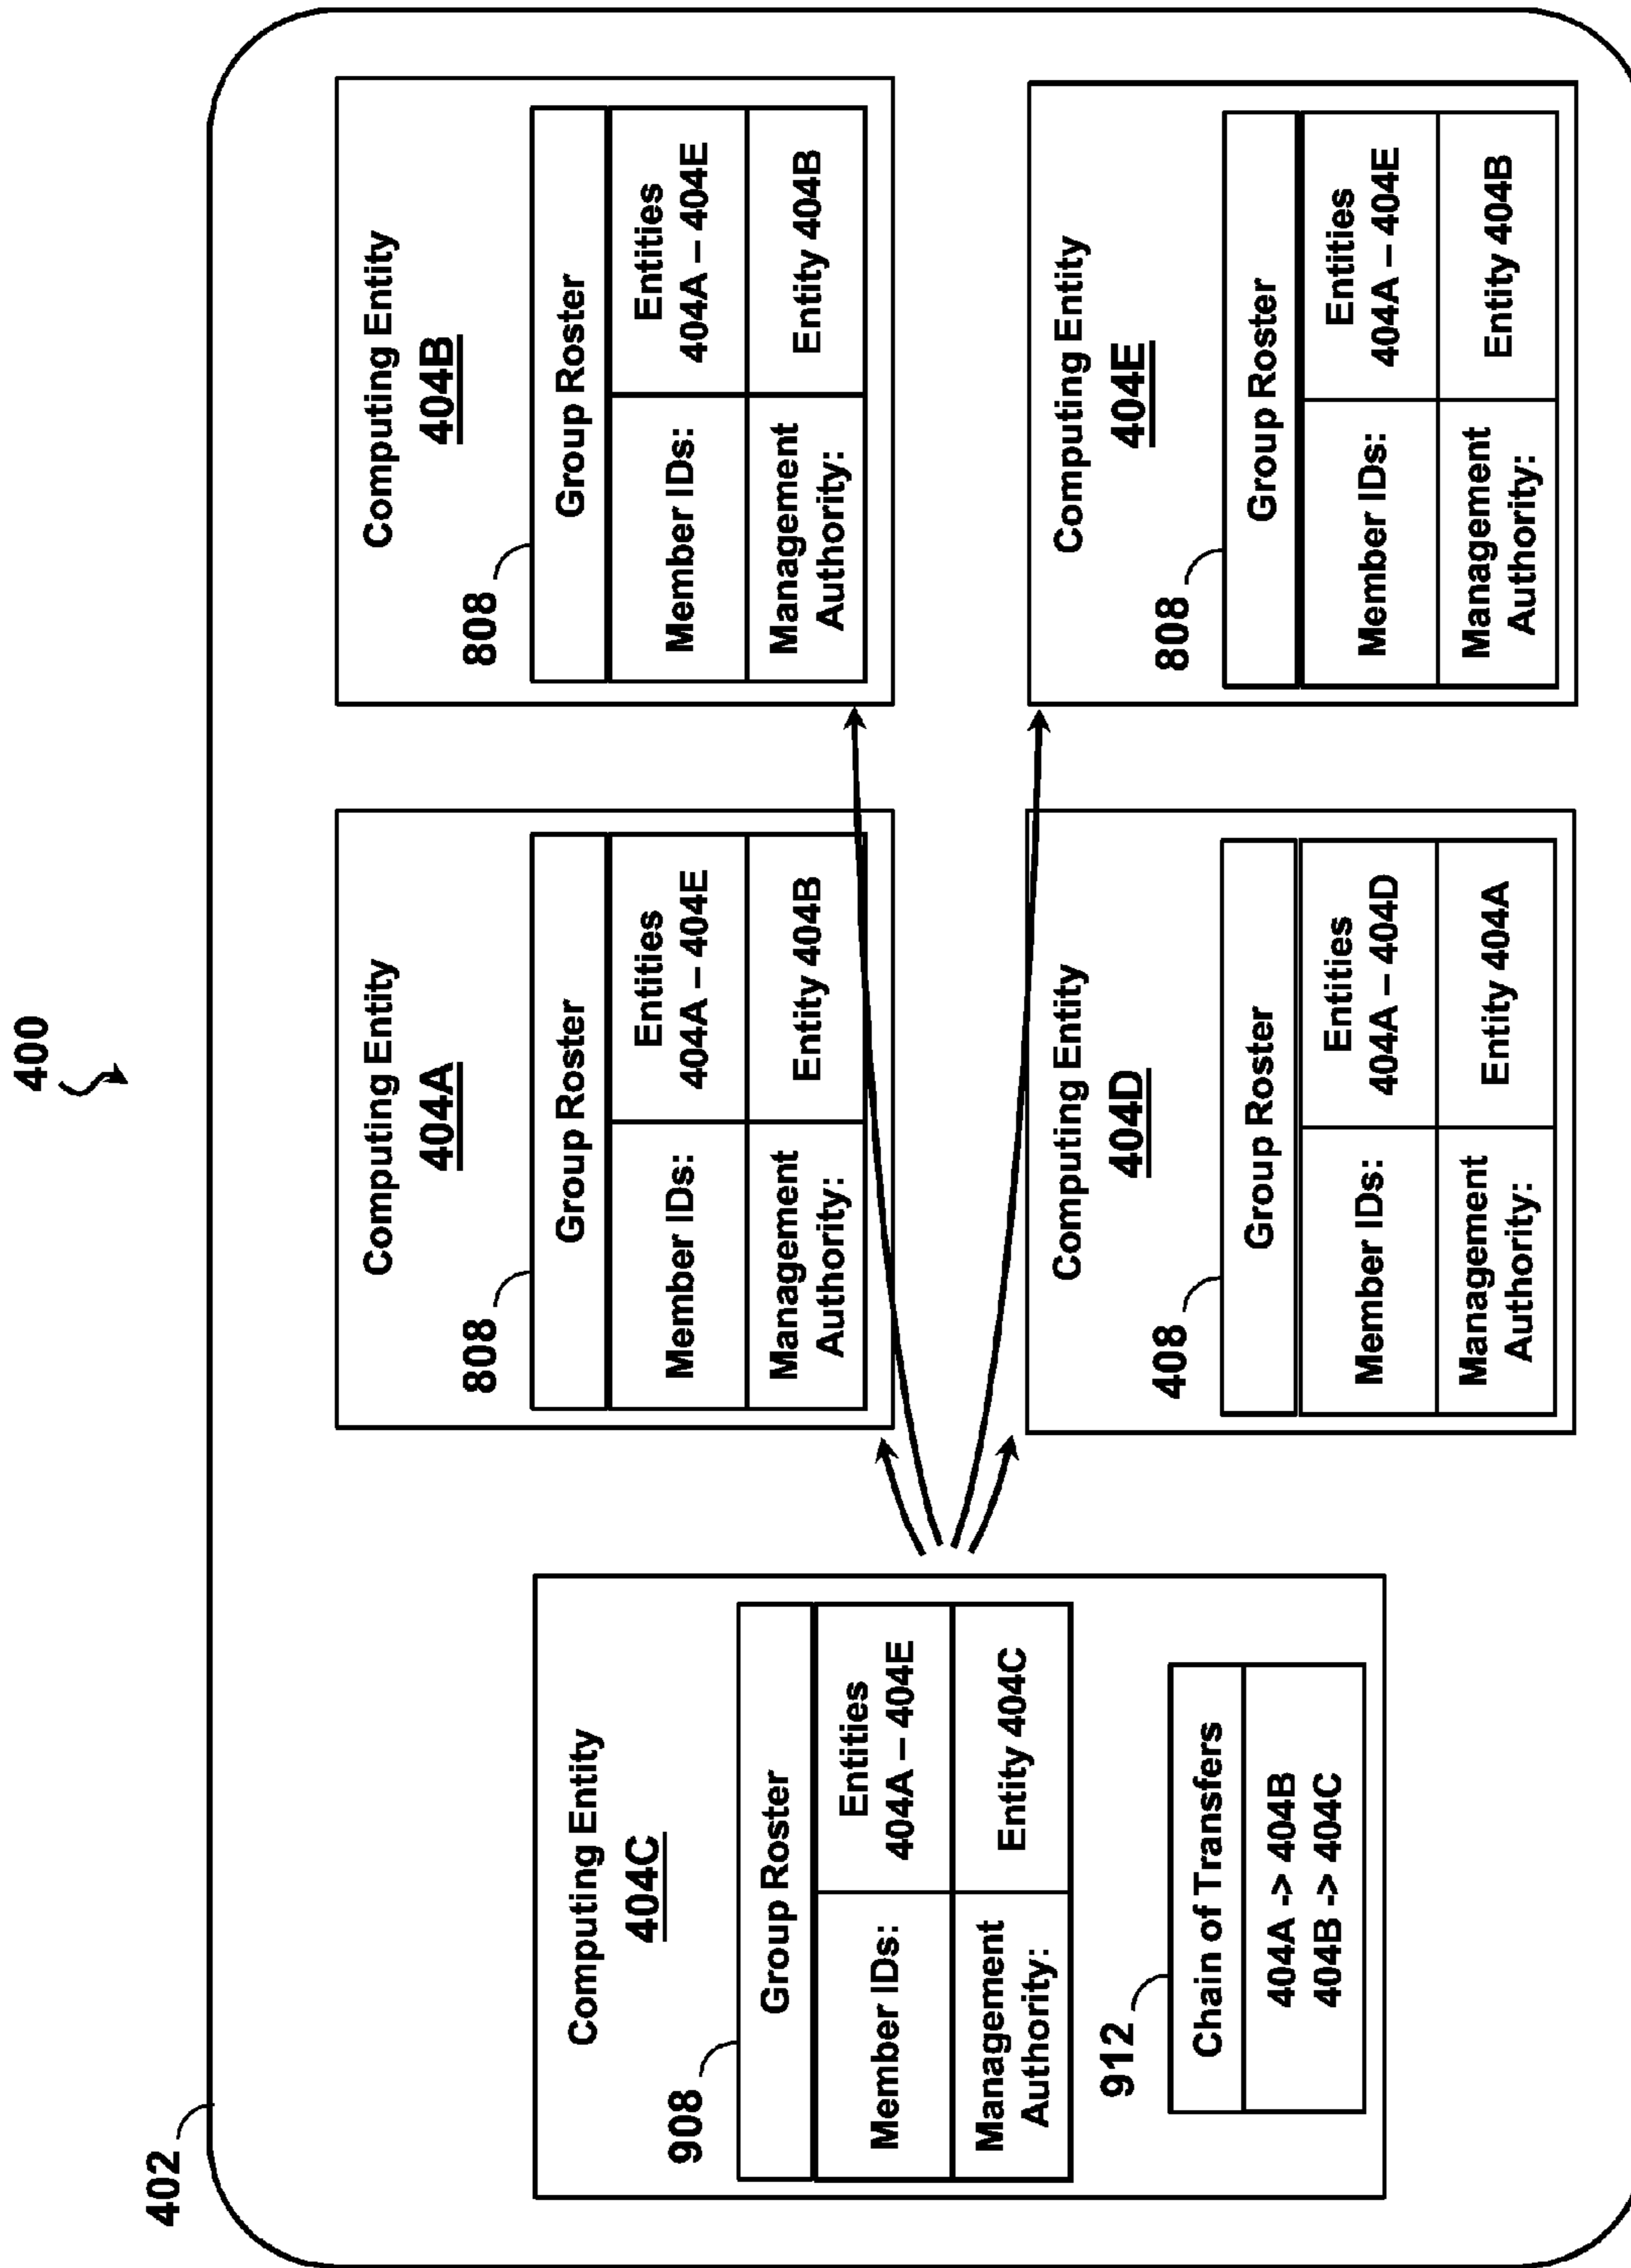 400
402
Computing Entity
404C
908
Group Roster
Member IDs:
Entities
404A – 404E
Management
Authority:
Entity 404C
912
Chain of Transfers
404A -> 404B
404B -> 404C
Computing Entity
404A
808
Group Roster
Member IDs:
Entities
404A – 404E
Management
Authority:
Entity 404B
Computing Entity
404B
808
Group Roster
Member IDs:
Entities
404A – 404E
Management
Authority:
Entity 404B
Computing Entity
404D
408
Group Roster
Member IDs:
Entities
404A – 404D
Management
Authority:
Entity 404A
Computing Entity
404E
808
Group Roster
Member IDs:
Entities
404A – 404E
Management
Authority:
Entity 404B